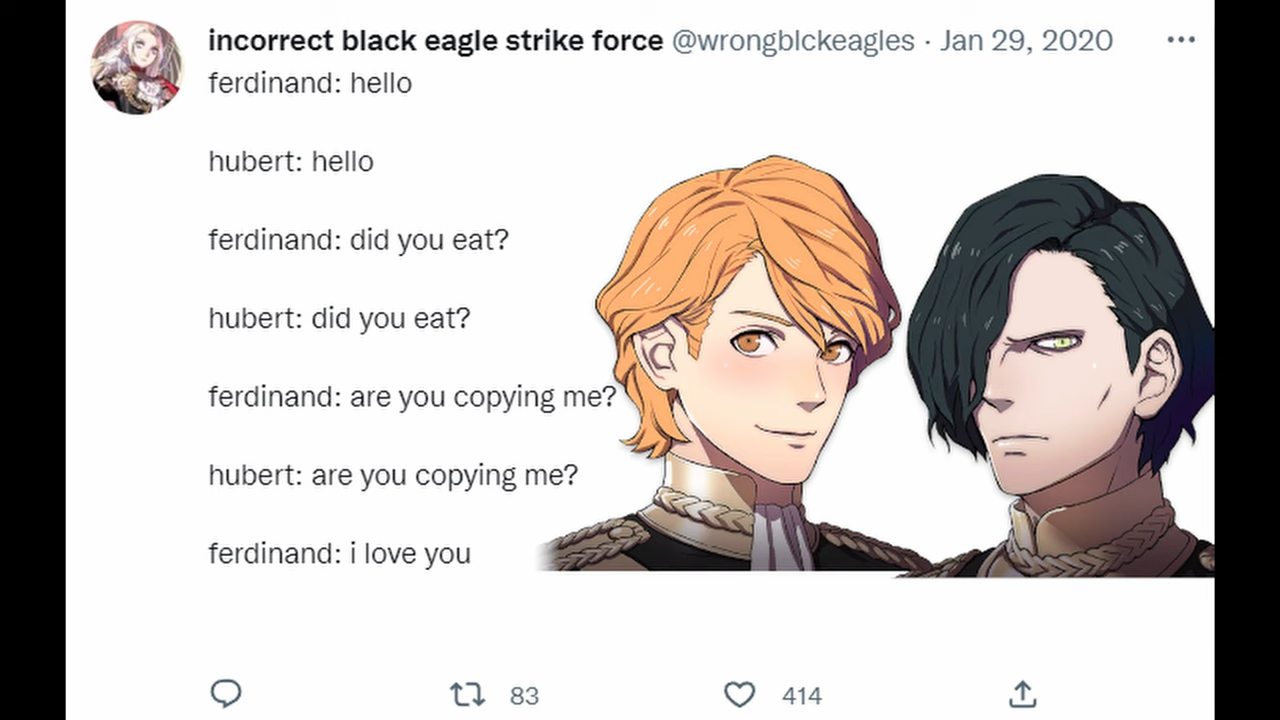 incorrect black eagle strike force @wrongblckeagles · Jan 29, 2020
ferdinand: hello
hubert: hello
ferdinand: did you eat?
hubert: did you eat?
ferdinand: are you copying me?
hubert: are you copying me?
ferdinand: i love you
83 414